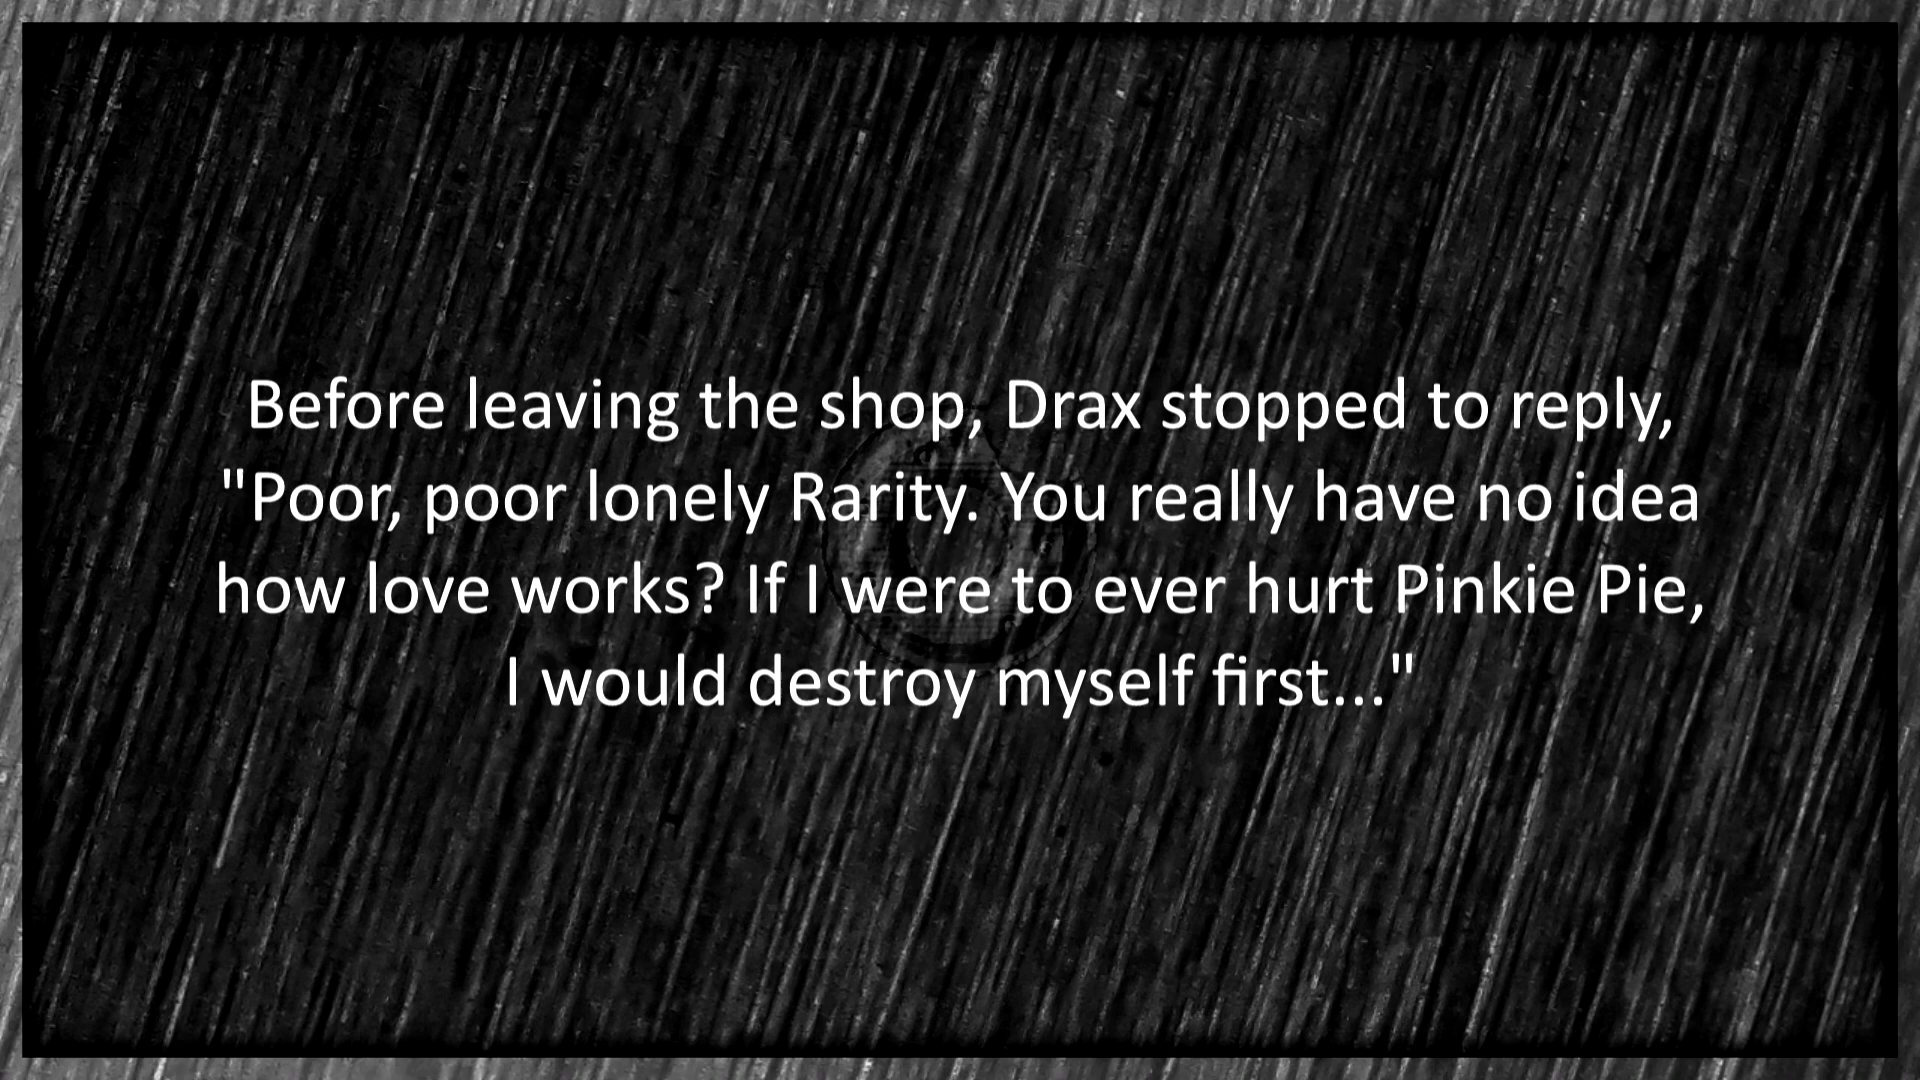 Before leaving the shop, Drax stopped to reply,
"Poor, poor lonely Rarity. You really have no idea
how love works? If I were to ever hurt Pinkie Pie,
I would destroy myself first..."